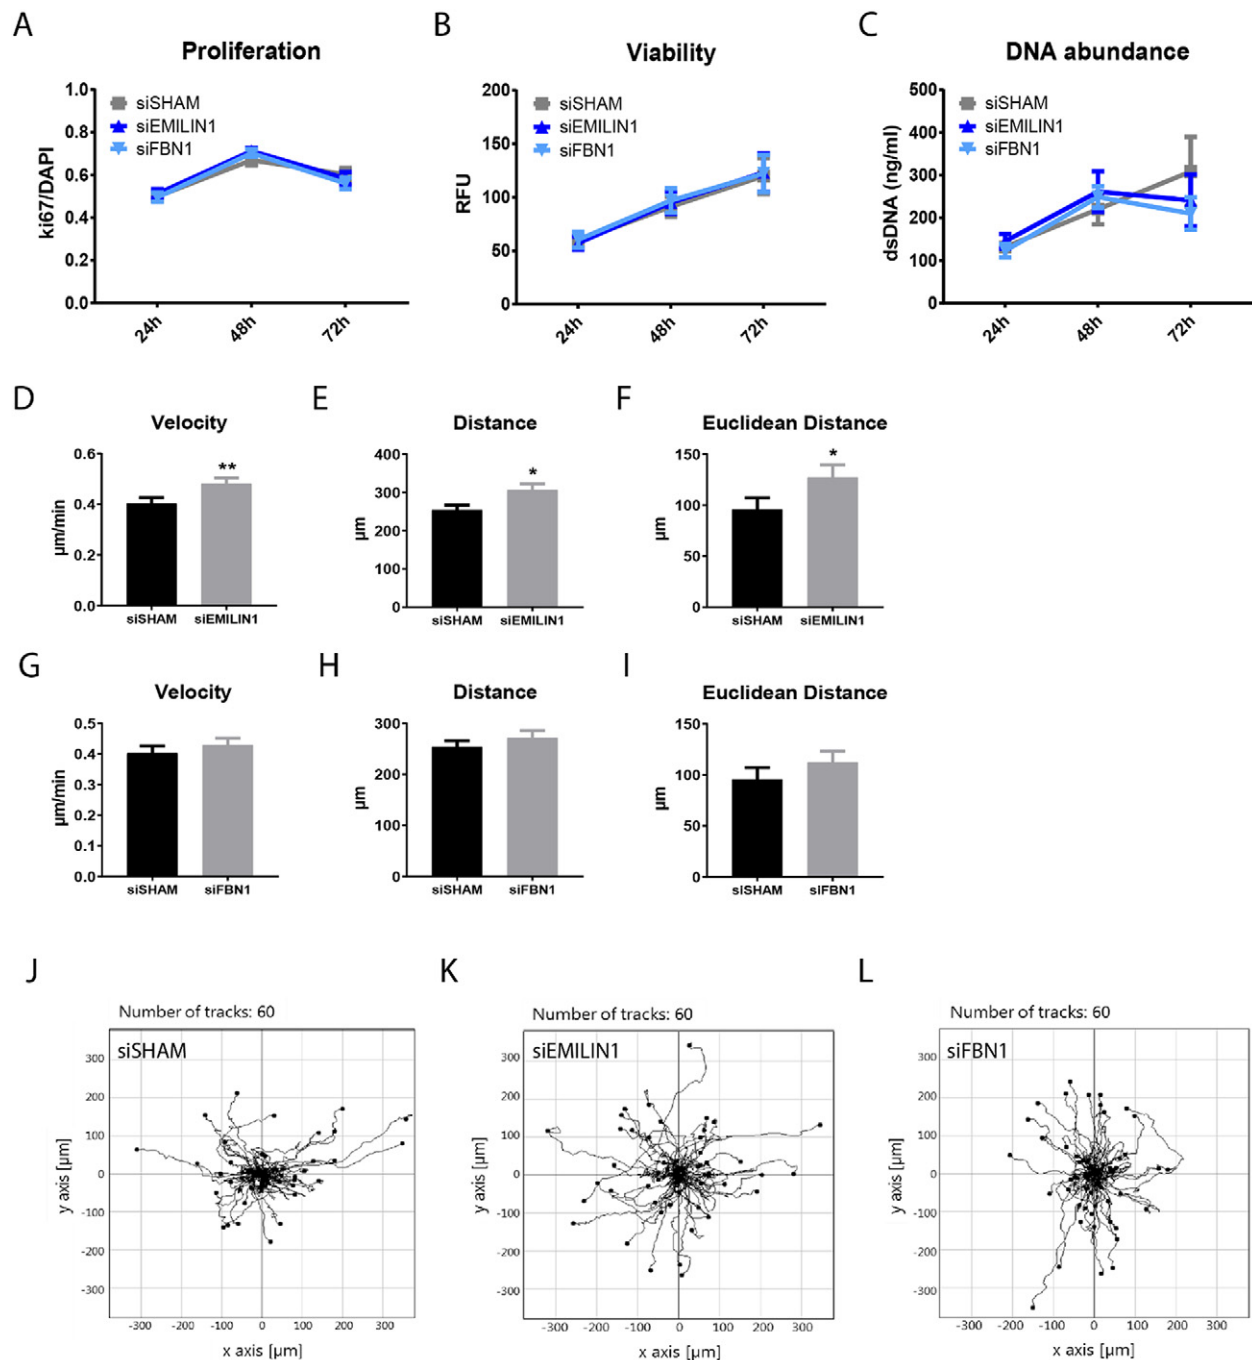 A
Proliferation
siSHAM
siEMILIN1
siFBN1
ki67/DAPI
1.0
0.8
0.6
0.4
0.2
0.0
24h
48h
72h
B
Viability
siSHAM
siEMILIN1
siFBN1
RFU
200
150
100
50
0
24h
48h
72h
C
DNA abundance
siSHAM
siEMILIN1
siFBN1
dsDNA (ng/ml)
500
400
300
200
100
0
24h
48h
72h
D
Velocity
µm/min
0.6
0.4
0.2
0.0
**
siSHAM siEMILIN1
E
Distance
µm
400
300
200
100
0
*
siSHAM siEMILIN1
F
Euclidean Distance
µm
150
100
50
0
*
siSHAM siEMILIN1
G
Velocity
µm/min
0.5
0.4
0.3
0.2
0.1
0.0
siSHAM siFBN1
H
Distance
µm
300
200
100
0
siSHAM siFBN1
I
Euclidean Distance
µm
150
100
50
0
siSHAM siFBN1
J
Number of tracks: 60
siSHAM
y axis [µm]
300
200
100
0
-100
-200
-300
-300 -200 -100 0 100 200 300
x axis [µm]
K
Number of tracks: 60
siEMILIN1
y axis [µm]
300
200
100
0
-100
-200
-300
-300 -200 -100 0 100 200 300
x axis [µm]
L
Number of tracks: 60
siFBN1
y axis [µm]
300
200
100
0
-100
-200
-300
-300 -200 -100 0 100 200 300
x axis [µm]